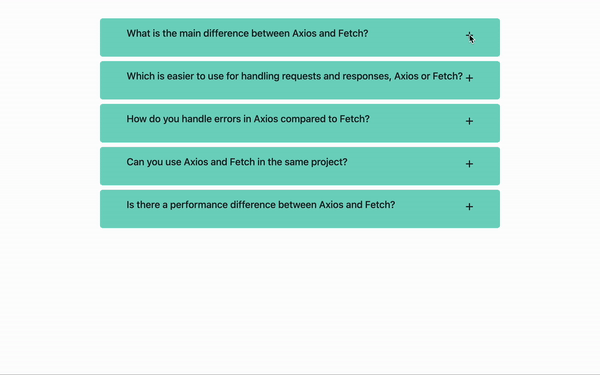 What is the main difference between Axios and Fetch? +
Which is easier to use for handling requests and responses, Axios or Fetch? +
How do you handle errors in Axios compared to Fetch? +
Can you use Axios and Fetch in the same project? +
Is there a performance difference between Axios and Fetch? +